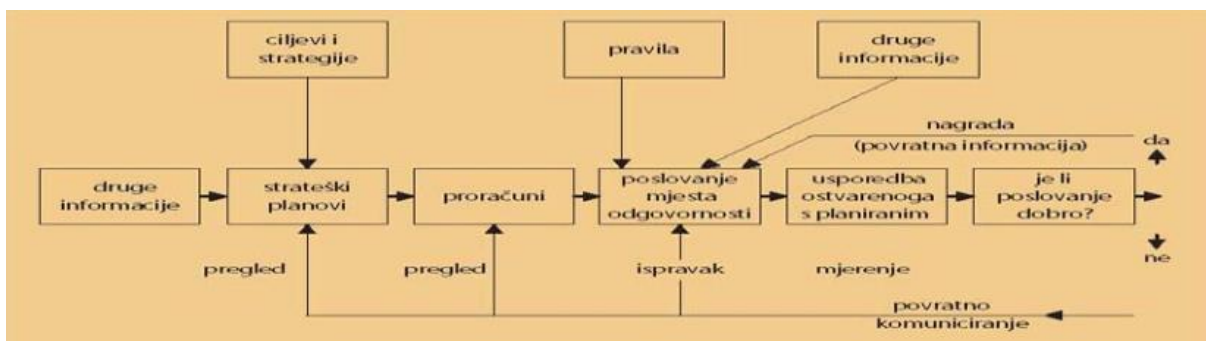 ciljevi i
strategije
pravila
druge
informacije
nagrada
(povratna informacija)
da
druge
informacije
strateški
planovi
proračuni
poslovanje
mjesta
odgovornosti
usporedba
ostvarenoga
s planiranim
je li
poslovanje
dobro?
ne
pregled
pregled
ispravak
mjerenje
povratno
komuniciranje